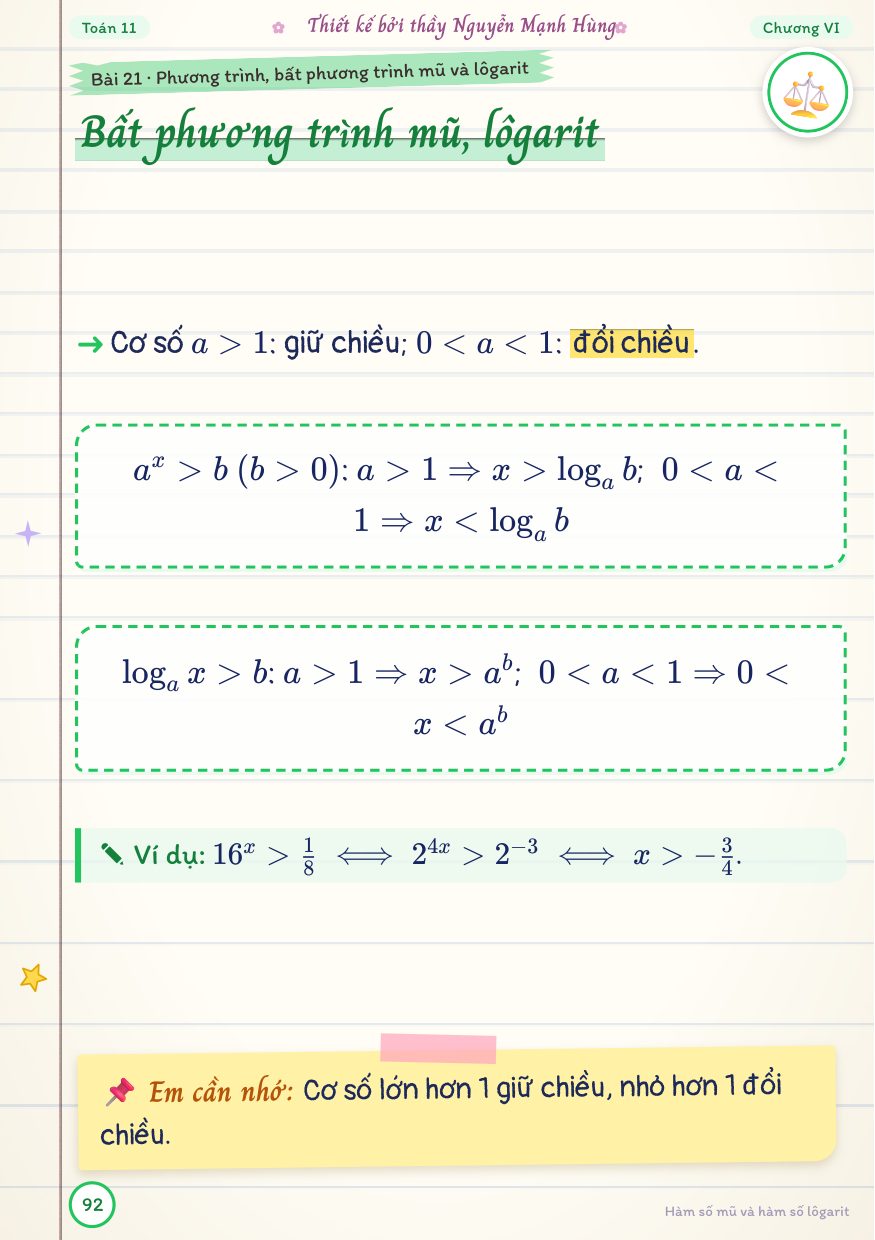 Toán 11
Thiết kế bởi thầy Nguyễn Mạnh Hùng
Chương VI
Bài 21 · Phương trình, bất phương trình mũ và lôgarit
Bất phương trình mũ, lôgarit
→ Cơ số a > 1: giữ chiều; 0 < a < 1: đổi chiều.
a^x > b (b > 0): a > 1 ⇒ x > log_a b; 0 < a <
1 ⇒ x < log_a b
log_a x > b: a > 1 ⇒ x > a^b; 0 < a < 1 ⇒ 0 <
x < a^b
Ví dụ: 16^x > 1/8 ⟺ 2^{4x} > 2^{-3} ⟺ x > -3/4.
Em cần nhớ: Cơ số lớn hơn 1 giữ chiều, nhỏ hơn 1 đổi
chiều.
92
Hàm số mũ và hàm số lôgarit